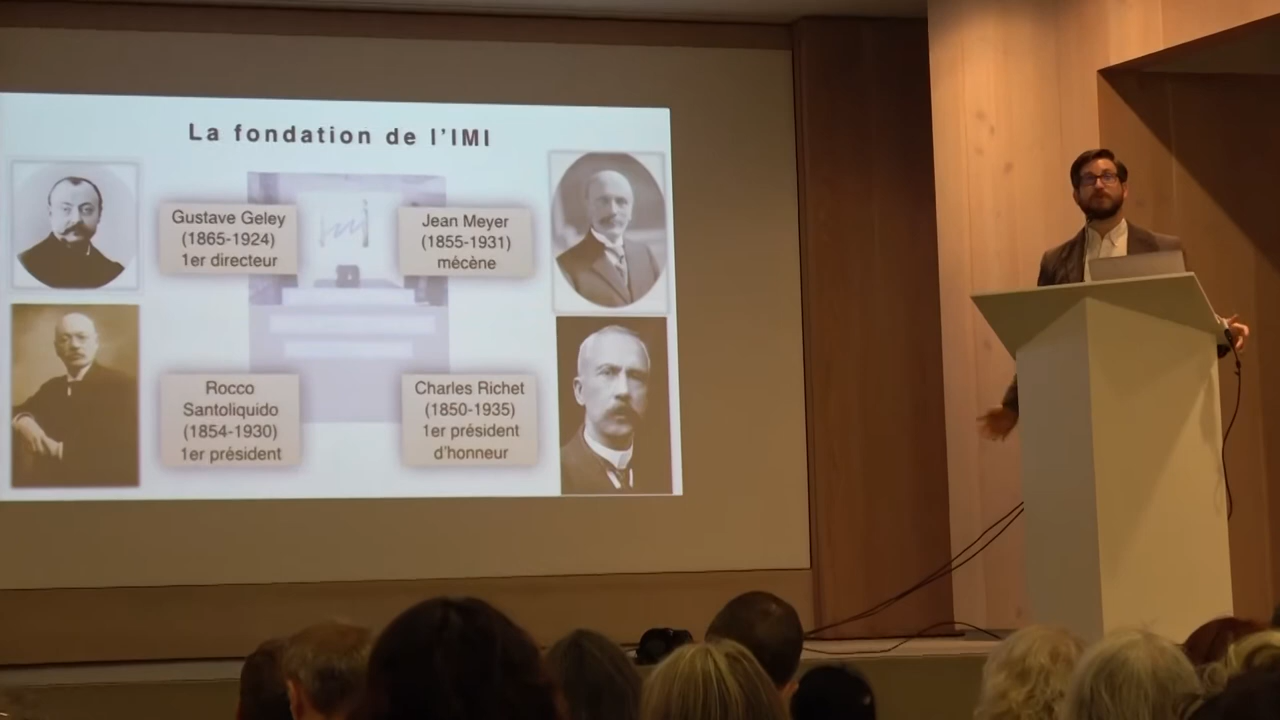 La fondation de l'IMI
Gustave Geley
(1865-1924)
1er directeur
Jean Meyer
(1855-1931)
mécène
Rocco
Santoliquido
(1854-1930)
1er président
Charles Richet
(1850-1935)
1er président
d'honneur